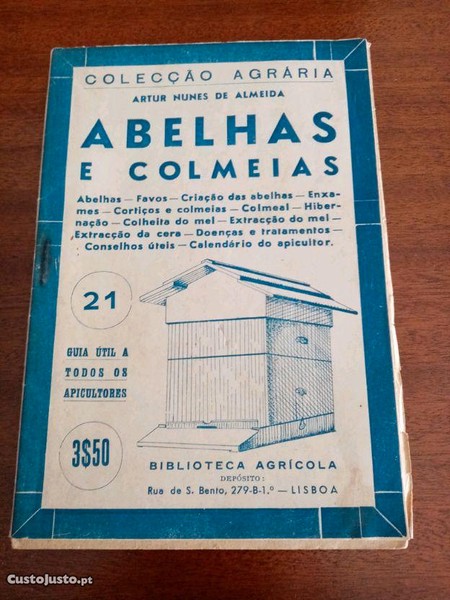 COLECÇÃO AGRÁRIA
ARTUR NUNES DE ALMEIDA
ABELHAS
E COLMEIAS
Abelhas — Favos — Criação das abelhas — Enxa-
mes — Cortiços e colmeias — Colmeal — Hiber-
nação — Colheita do mel — Extracção do mel —
Extracção da cera — Doenças e tratamentos —
Conselhos úteis — Calendário do apicultor.
21
GUIA ÚTIL A
TODOS OS
APICULTORES
3$50
BIBLIOTECA AGRÍCOLA
DEPÓSITO:
Rua de S. Bento, 279-B-1.º — LISBOA
CustoJusto.pt